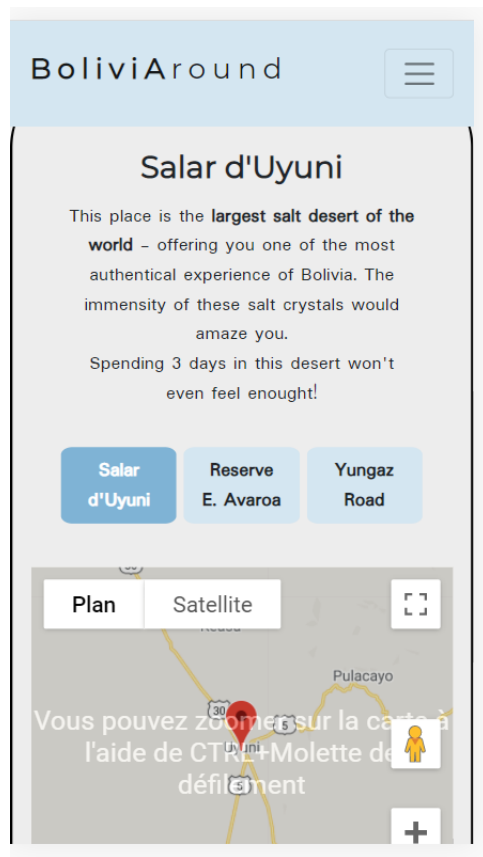 BoliviAround
Salar d'Uyuni
This place is the largest salt desert of the
world – offering you one of the most
authentical experience of Bolivia. The
immensity of these salt crystals would
amaze you.
Spending 3 days in this desert won't
even feel enought!
Salar
d'Uyuni
Reserve
E. Avaroa
Yungaz
Road
Plan
Satellite
Pulacayo
30
5
Uyuni
Vous pouvez zoomer sur la carte à
l'aide de CTRL+Molette de
défilement
5